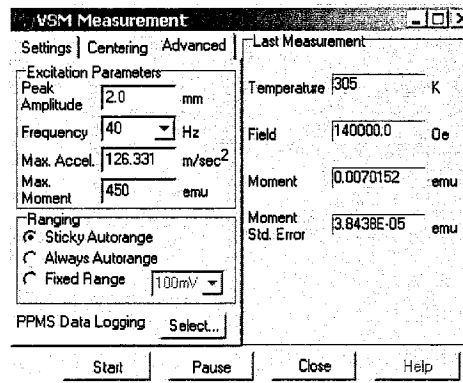 VSM Measurement
Settings Centering Advanced
Excitation Parameters
Peak Amplitude 2.0 mm
Frequency 40 Hz
Max. Accel. 126.331 m/sec2
Max. Moment 450 emu
Ranging
Sticky Autorange
Always Autorange
Fixed Range 100mV
PPMS Data Logging Select...
Last Measurement
Temperature 305 K
Field 140000.0 Oe
Moment 0.0070152 emu
Moment Std. Error 3.8438E-05 emu
Start Pause Close Help